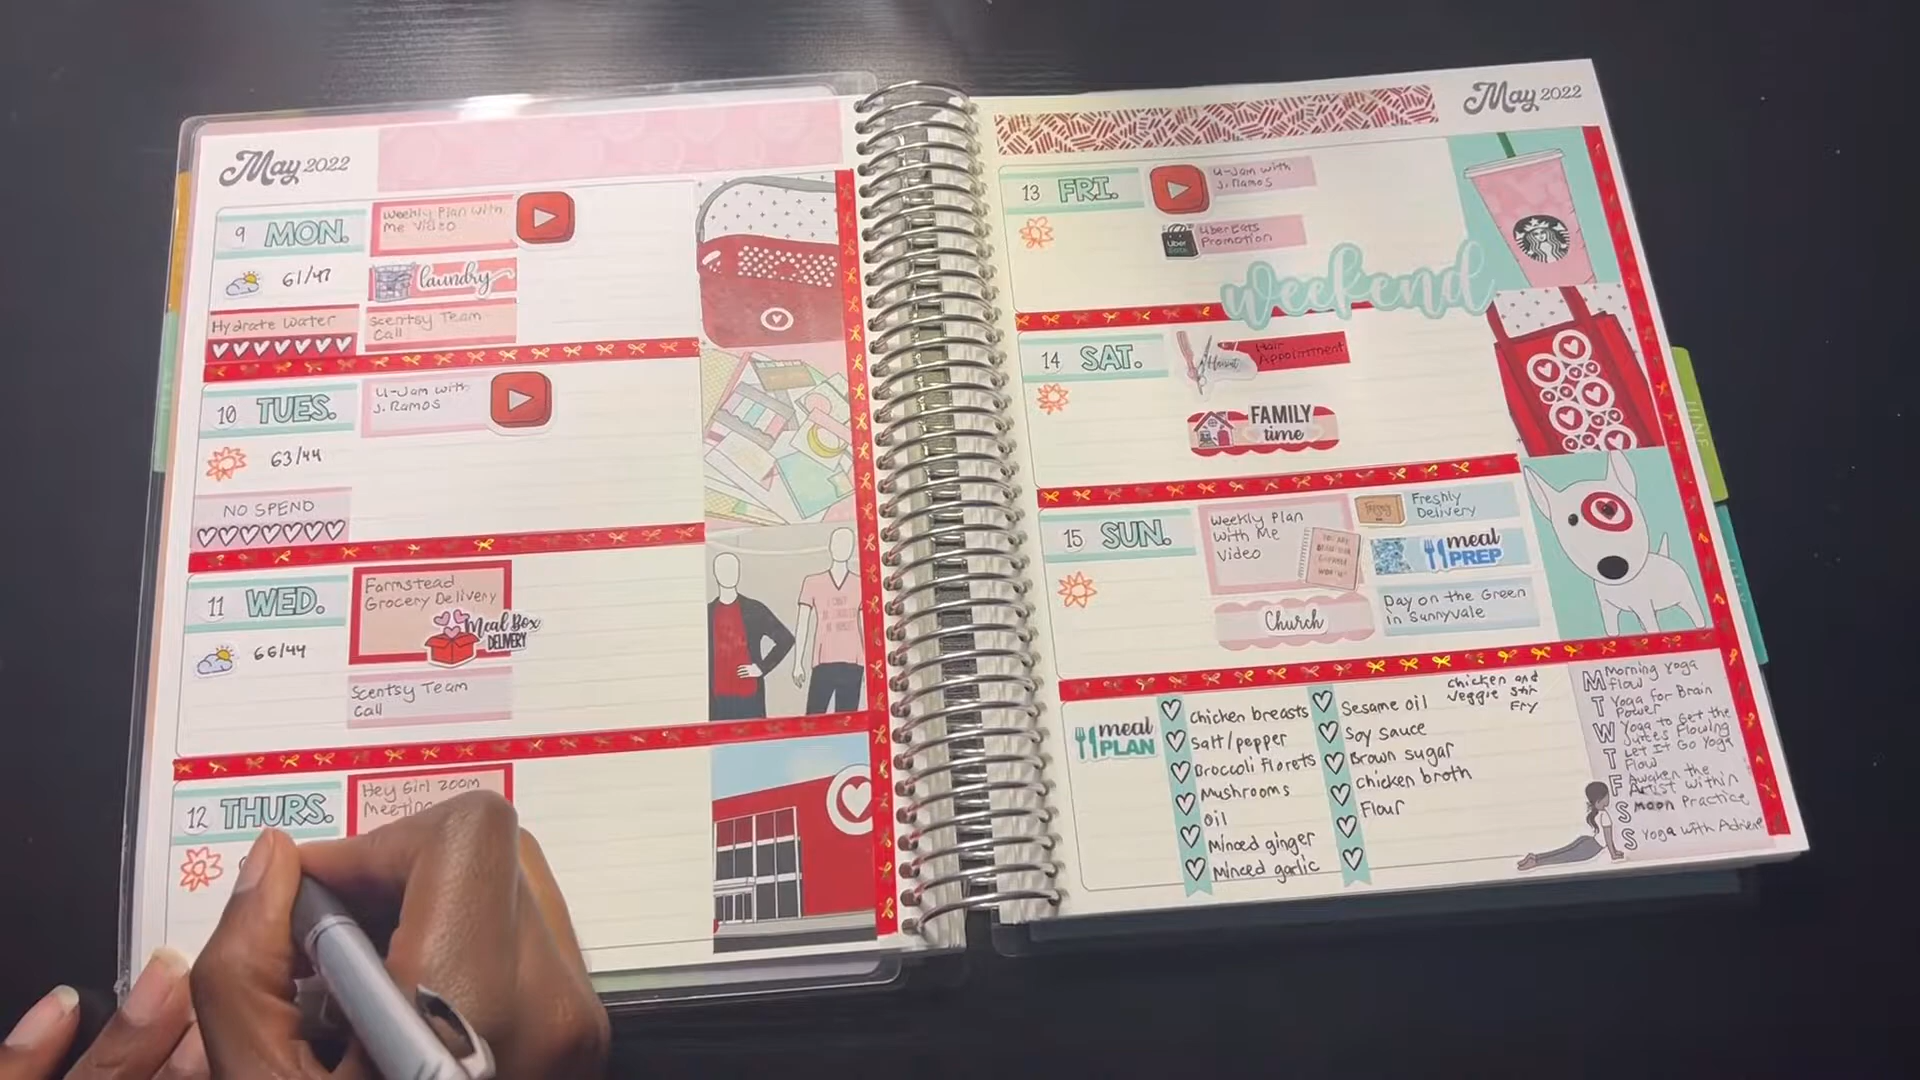 May 2022
9 MON.
Weekly Plan With
Me Video
61/47
laundry
Hydrate Water
Scentsy Team
Call
10 TUES.
U-Jam with
J. Ramos
63/44
NO SPEND
11 WED.
Farmstead
Grocery Delivery
Meal Box
DELIVERY
66/44
Scentsy Team
Call
12 THURS.
Hey Girl Zoom
Meeting
May 2022
13 FRI.
U-Jam with
J. Ramos
Uber
Eats
Uber Eats
Promotion
weekend
14 SAT.
Haircut
Hair
Appointment
FAMILY
time
15 SUN.
Weekly Plan
With Me
Video
Freshly
Delivery
meal
PREP
Church
Day on the Green
in Sunnyvale
meal
PLAN
Chicken breasts
Salt/pepper
Broccoli florets
Mushrooms
oil
Minced ginger
Minced garlic
Sesame oil
Soy sauce
Brown sugar
chicken broth
Flour
chicken and
Veggie Stir
Fry
M Morning Yoga
Flow
T Yoga for Brain
Power
W Yoga to Get the
Juices Flowing
T Let It Go Yoga
Flow
F Awaken the
Artist Within
S Moon Practice
S Yoga with Adriene
JUNE